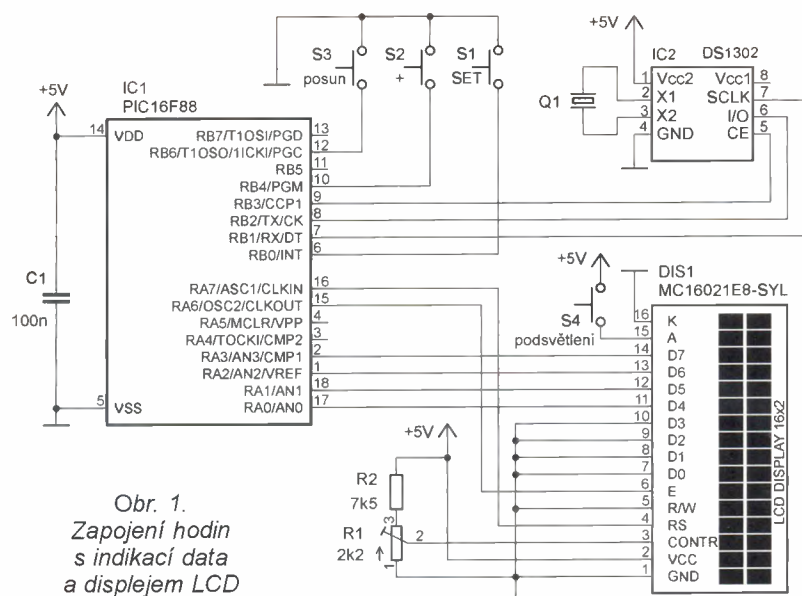 +5V
IC1
PIC16F88
14 VDD
5 VSS
C1
100n
RB7/T1OSI/PGD 13
RB6/T1OSO/1ICKI/PGC 12
RB5 11
RB4/PGM 10
RB3/CCP1 9
RB2/TX/CK 8
RB1/RX/DT 7
RB0/INT 6
RA7/ASC1/CLKIN 16
RA6/OSC2/CLKOUT 15
RA5/MCLR/VPP 4
RA4/TOCKI/CMP2 3
RA3/AN3/CMP1 2
RA2/AN2/VREF 1
RA1/AN1 18
RA0/AN0 17
S3
posun
S2
+
S1
SET
+5V
IC2 DS1302
Q1
1 Vcc2
2 X1
3 X2
4 GND
Vcc1 8
SCLK 7
I/O 6
CE 5
+5V
S4
podsvětleni
DIS1
MC16021E8-SYL
16 K
15 A
14 D7
13 D6
12 D5
11 D4
10 D3
9 D2
8 D1
7 D0
6 E
5 R/W
4 RS
3 CONTR
2 VCC
1 GND
LCD DISPLAY 16x2
+5V
R2
7k5
R1
2k2
3
2
1
Obr. 1.
Zapojení hodin
s indikací data
a displejem LCD